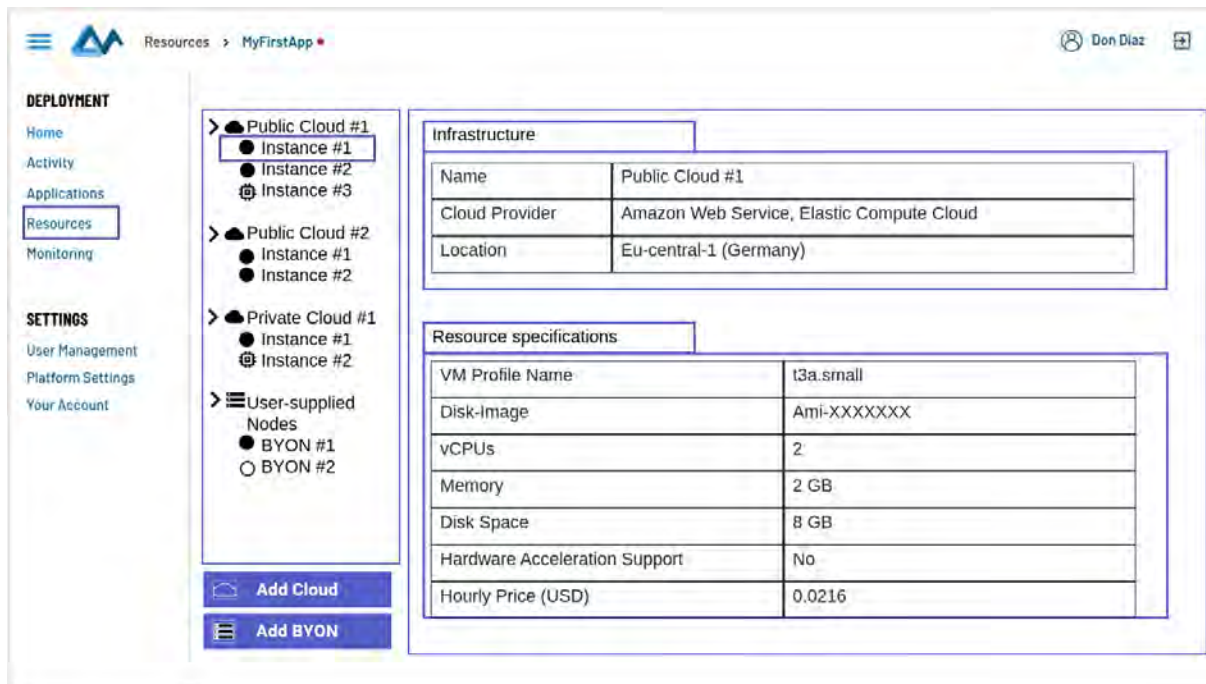 Resources > MyFirstApp
Don Diaz
DEPLOYMENT
Home
Activity
Applications
Resources
Monitoring
SETTINGS
User Management
Platform Settings
Your Account
Public Cloud #1
Instance #1
Instance #2
Instance #3
Public Cloud #2
Instance #1
Instance #2
Private Cloud #1
Instance #1
Instance #2
User-supplied
Nodes
BYON #1
BYON #2
Add Cloud
Add BYON
Infrastructure
Name Public Cloud #1
Cloud Provider Amazon Web Service, Elastic Compute Cloud
Location Eu-central-1 (Germany)
Resource specifications
VM Profile Name t3a.small
Disk-Image Ami-XXXXXXX
vCPUs 2
Memory 2 GB
Disk Space 8 GB
Hardware Acceleration Support No
Hourly Price (USD) 0.0216